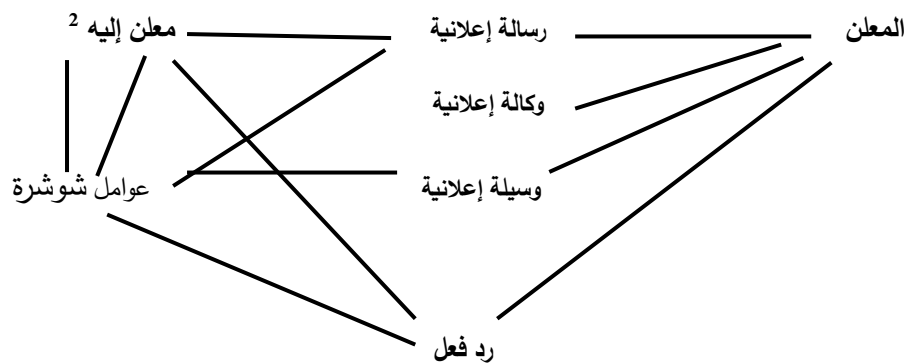 المعلن
رسالة إعلانية
معلن إليه 2
وكالة إعلانية
وسيلة إعلانية
عوامل شوشرة
رد فعل